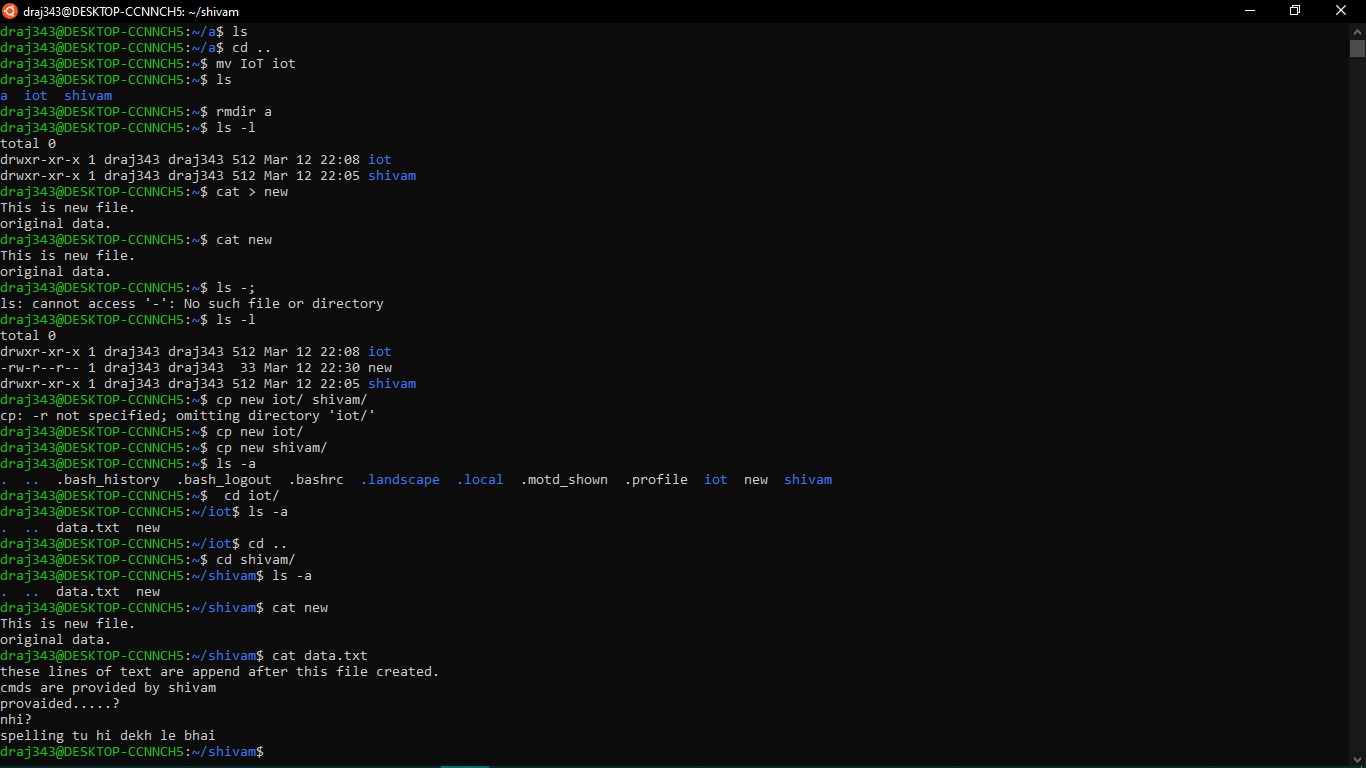 draj343@DESKTOP-CCNNCH5: ~/shivam
draj343@DESKTOP-CCNNCH5:~/a$ ls
draj343@DESKTOP-CCNNCH5:~/a$ cd ..
draj343@DESKTOP-CCNNCH5:~$ mv IoT iot
draj343@DESKTOP-CCNNCH5:~$ ls
a  iot  shivam
draj343@DESKTOP-CCNNCH5:~$ rmdir a
draj343@DESKTOP-CCNNCH5:~$ ls -l
total 0
drwxr-xr-x 1 draj343 draj343 512 Mar 12 22:08 iot
drwxr-xr-x 1 draj343 draj343 512 Mar 12 22:05 shivam
draj343@DESKTOP-CCNNCH5:~$ cat > new
This is new file.
original data.
draj343@DESKTOP-CCNNCH5:~$ cat new
This is new file.
original data.
draj343@DESKTOP-CCNNCH5:~$ ls -;
ls: cannot access '-': No such file or directory
draj343@DESKTOP-CCNNCH5:~$ ls -l
total 0
drwxr-xr-x 1 draj343 draj343 512 Mar 12 22:08 iot
-rw-r--r-- 1 draj343 draj343  33 Mar 12 22:30 new
drwxr-xr-x 1 draj343 draj343 512 Mar 12 22:05 shivam
draj343@DESKTOP-CCNNCH5:~$ cp new iot/ shivam/
cp: -r not specified; omitting directory 'iot/'
draj343@DESKTOP-CCNNCH5:~$ cp new iot/
draj343@DESKTOP-CCNNCH5:~$ cp new shivam/
draj343@DESKTOP-CCNNCH5:~$ ls -a
.  ..  .bash_history  .bash_logout  .bashrc  .landscape  .local  .motd_shown  .profile  iot  new  shivam
draj343@DESKTOP-CCNNCH5:~$  cd iot/
draj343@DESKTOP-CCNNCH5:~/iot$ ls -a
.  ..  data.txt  new
draj343@DESKTOP-CCNNCH5:~/iot$ cd ..
draj343@DESKTOP-CCNNCH5:~$ cd shivam/
draj343@DESKTOP-CCNNCH5:~/shivam$ ls -a
.  ..  data.txt  new
draj343@DESKTOP-CCNNCH5:~/shivam$ cat new
This is new file.
original data.
draj343@DESKTOP-CCNNCH5:~/shivam$ cat data.txt
these lines of text are append after this file created.
cmds are provided by shivam
provaided.....?
nhi?
spelling tu hi dekh le bhai
draj343@DESKTOP-CCNNCH5:~/shivam$